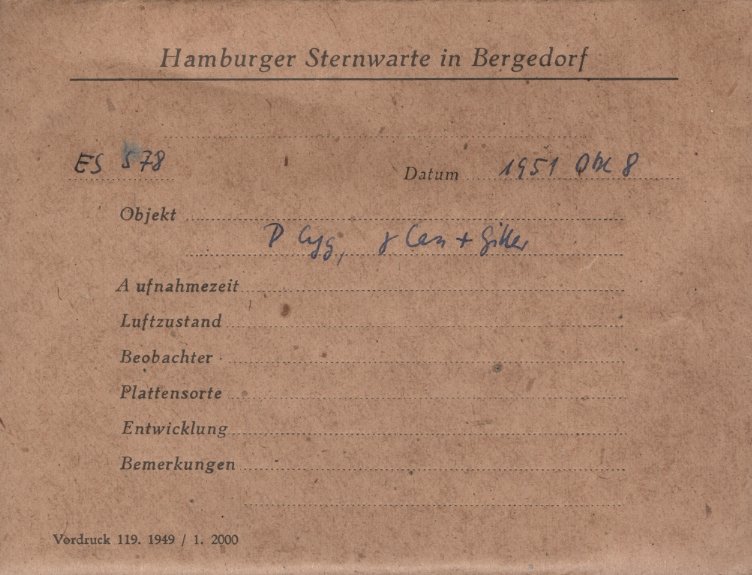 Hamburger Sternwarte in Bergedorf
ES 578
Datum 1951 Okt 8
Objekt
P Cyg, γ Cas + Gitter
Aufnahmezeit
Luftzustand
Beobachter
Plattensorte
Entwicklung
Bemerkungen
Vordruck 119. 1949 / 1. 2000